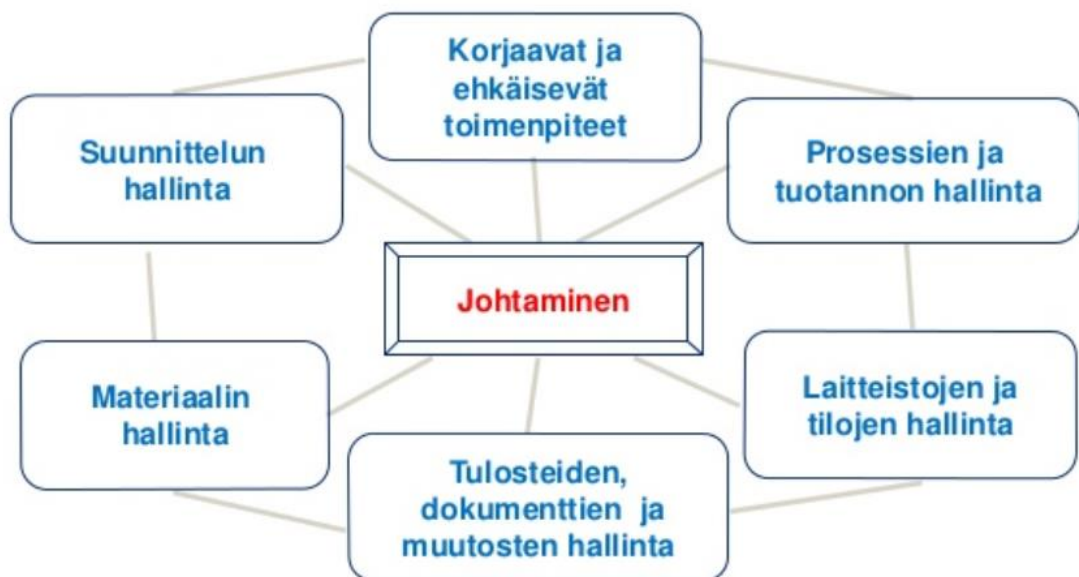 Korjaavat ja
ehkäisevät
toimenpiteet
Suunnittelun
hallinta
Prosessien ja
tuotannon hallinta
Johtaminen
Materiaalin
hallinta
Laitteistojen ja
tilojen hallinta
Tulosteiden,
dokumenttien ja
muutosten hallinta